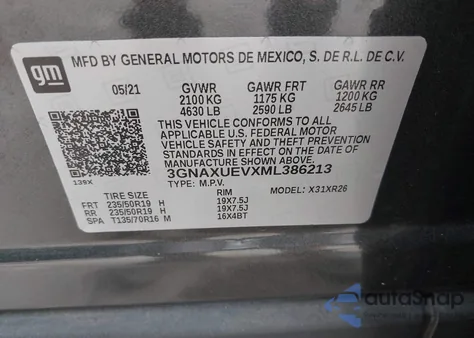 gm
MFD BY GENERAL MOTORS DE MEXICO, S. DE R.L. DE C.V.
05/21 GVWR GAWR FRT GAWR RR
2100 KG 1175 KG 1200 KG
4630 LB 2590 LB 2645 LB
THIS VEHICLE CONFORMS TO ALL
APPLICABLE U.S. FEDERAL MOTOR
VEHICLE SAFETY AND THEFT
PREVENTION STANDARDS IN
EFFECT ON THE DATE OF
MANUFACTURE SHOWN ABOVE.
3GNAXUEVXML386213
139X TYPE: M.P.V. MODEL: X31XR26
TIRE SIZE RIM
FRT 235/50R19 H 19X7.5J
RR 235/50R19 H 19X7.5J
SPA T135/70R16 M 16X4BT
autoSnap